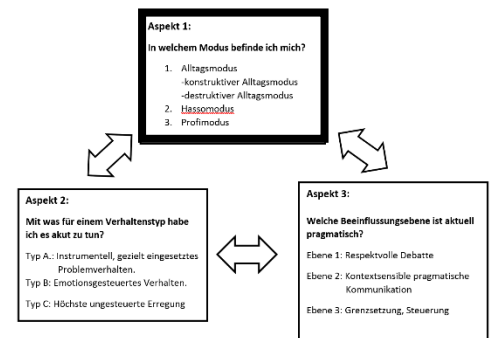 Aspekt 1:
In welchem Modus befinde ich mich?
1. Alltagsmodus
-konstruktiver Alltagsmodus
-destruktiver Alltagsmodus
2. Hassomodus
3. Profimodus
Aspekt 2:
Mit was für einem Verhaltenstyp habe
ich es akut zu tun?
Typ A.: Instrumentell, gezielt eingesetztes
Problemverhalten.
Typ B: Emotionsgesteuertes Verhalten.
Typ C: Höchste ungesteuerte Erregung
Aspekt 3:
Welche Beeinflussungsebene ist aktuell
pragmatisch?
Ebene 1: Respektvolle Debatte
Ebene 2: Kontextsensible pragmatische
Kommunikation
Ebene 3: Grenzsetzung, Steuerung